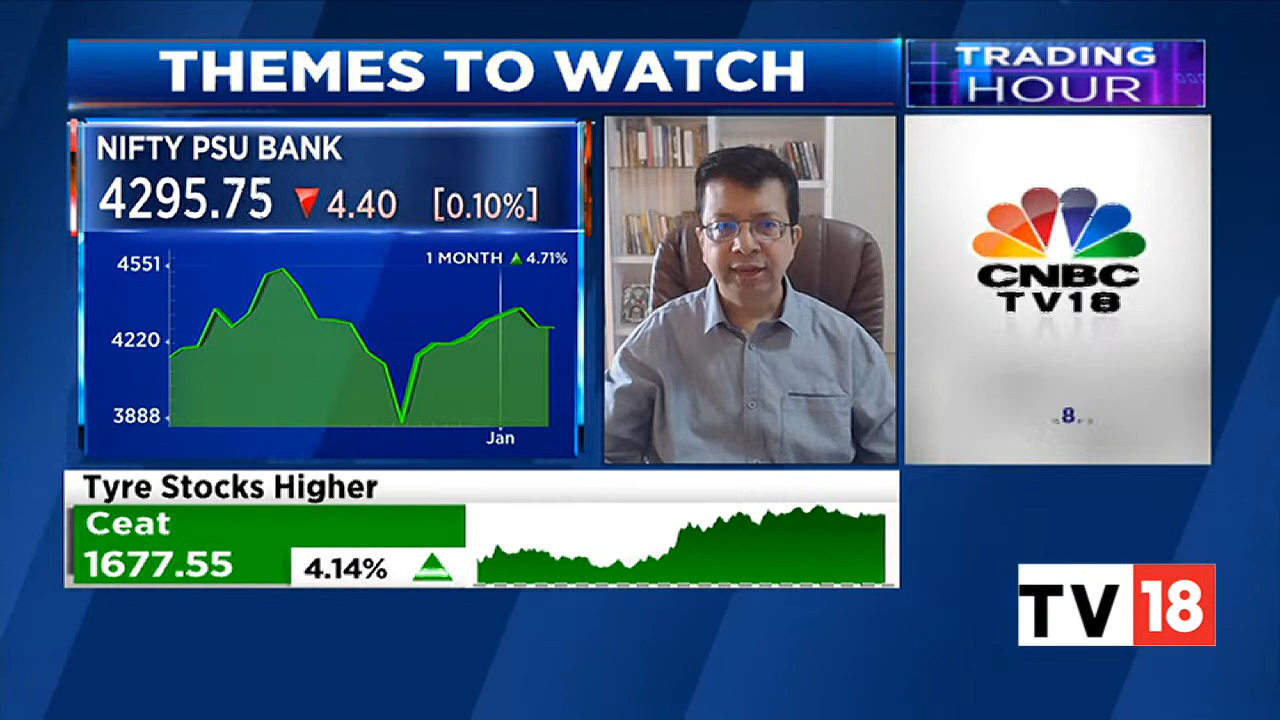 THEMES TO WATCH
TRADING
HOUR
NIFTY PSU BANK
4295.75 ▼ 4.40 [0.10%]
1 MONTH ▲ 4.71%
4551
4220
3888
Jan
CNBC
TV18
8
Tyre Stocks Higher
Ceat
1677.55
4.14%
TV18